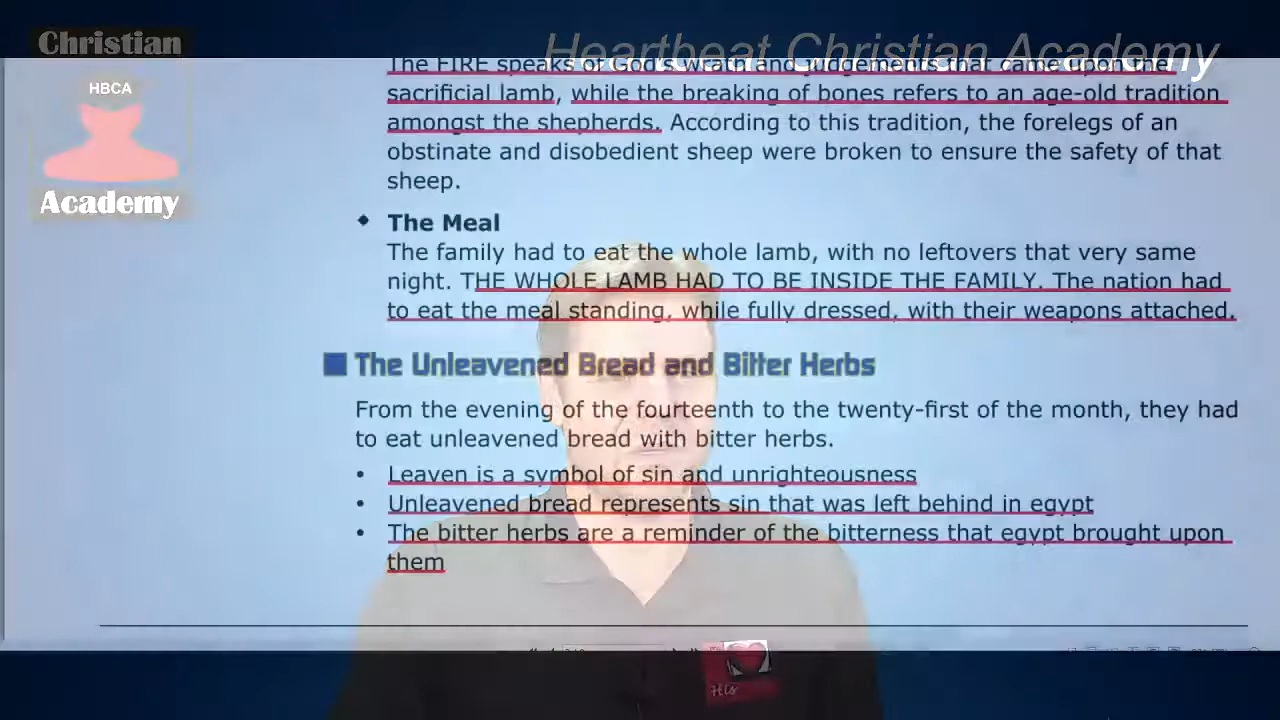 Christian
Heartbeat Christian Academy
HBCA
Academy
The FIRE speaks of God's wrath and judgements that came upon the
sacrificial lamb, while the breaking of bones refers to an age-old tradition
amongst the shepherds. According to this tradition, the forelegs of an
obstinate and disobedient sheep were broken to ensure the safety of that
sheep.
The Meal
The family had to eat the whole lamb, with no leftovers that very same
night. THE WHOLE LAMB HAD TO BE INSIDE THE FAMILY. The nation had
to eat the meal standing, while fully dressed, with their weapons attached.
The Unleavened Bread and Bitter Herbs
From the evening of the fourteenth to the twenty-first of the month, they had
to eat unleavened bread with bitter herbs.
• Leaven is a symbol of sin and unrighteousness
• Unleavened bread represents sin that was left behind in egypt
• The bitter herbs are a reminder of the bitterness that egypt brought upon
them
His